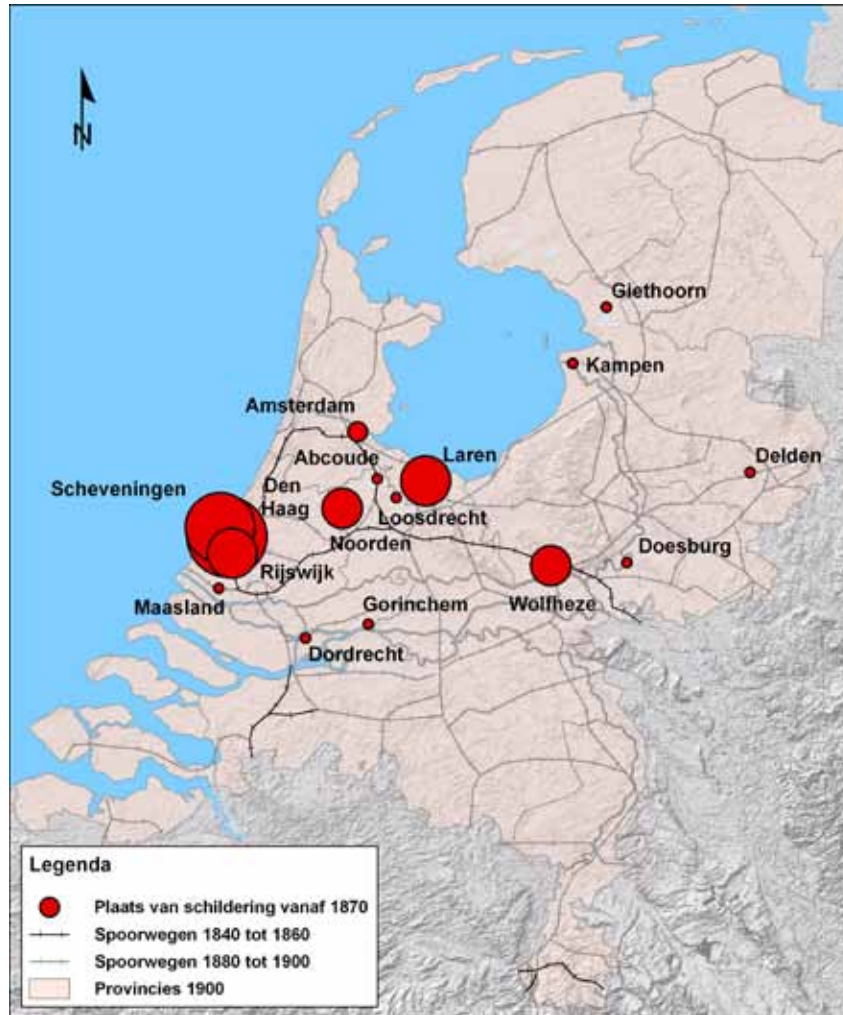 N
Giethoorn
Kampen
Amsterdam
Abcoude
Laren
Delden
Scheveningen
Den
Haag
Loosdrecht
Noorden
Doesburg
Rijswijk
Wolfheze
Maasland
Gorinchem
Dordrecht
Legenda
Plaats van schildering vanaf 1870
Spoorwegen 1840 tot 1860
Spoorwegen 1880 tot 1900
Provincies 1900